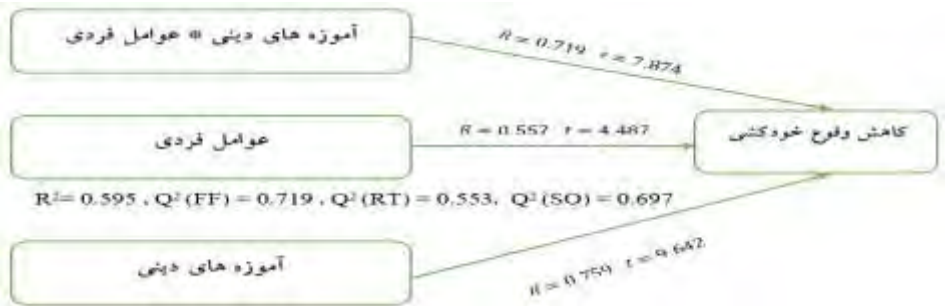 آموزه های دینی * عوامل فردی
R = 0.719 t = 7.874
عوامل فردی
R = 0.557 t = 4.487
کاهش وقوع خودکشی
R²= 0.595 , Q² (FF) = 0.719 , Q² (RT) = 0.553, Q² (SO) = 0.697
آموزه های دینی
R = 0.759 t = 9.642